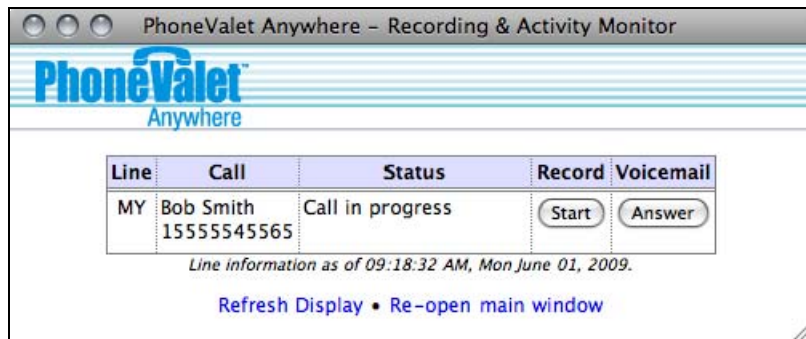 PhoneValet Anywhere – Recording & Activity Monitor
PhoneValet™
Anywhere
Line Call Status Record Voicemail
MY Bob Smith Call in progress Start Answer
15555545565
Line information as of 09:18:32 AM, Mon June 01, 2009.
Refresh Display • Re-open main window